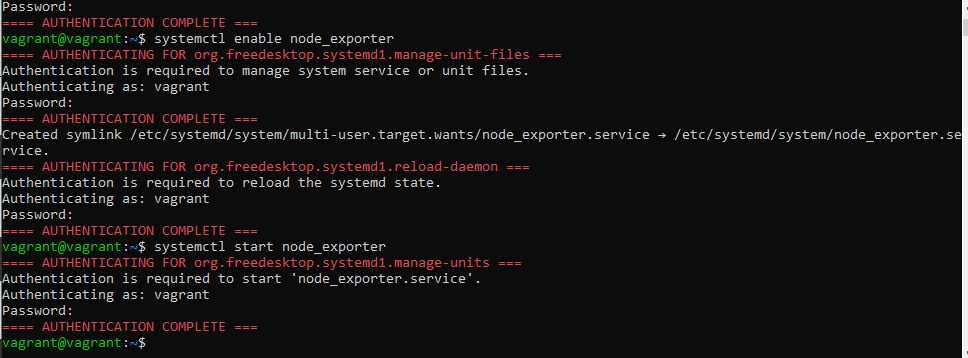 Password:
==== AUTHENTICATION COMPLETE ===
vagrant@vagrant:~$ systemctl enable node_exporter
==== AUTHENTICATING FOR org.freedesktop.systemd1.manage-unit-files ===
Authentication is required to manage system service or unit files.
Authenticating as: vagrant
Password:
==== AUTHENTICATION COMPLETE ===
Created symlink /etc/systemd/system/multi-user.target.wants/node_exporter.service → /etc/systemd/system/node_exporter.se
rvice.
==== AUTHENTICATING FOR org.freedesktop.systemd1.reload-daemon ===
Authentication is required to reload the systemd state.
Authenticating as: vagrant
Password:
==== AUTHENTICATION COMPLETE ===
vagrant@vagrant:~$ systemctl start node_exporter
==== AUTHENTICATING FOR org.freedesktop.systemd1.manage-units ===
Authentication is required to start 'node_exporter.service'.
Authenticating as: vagrant
Password:
==== AUTHENTICATION COMPLETE ===
vagrant@vagrant:~$